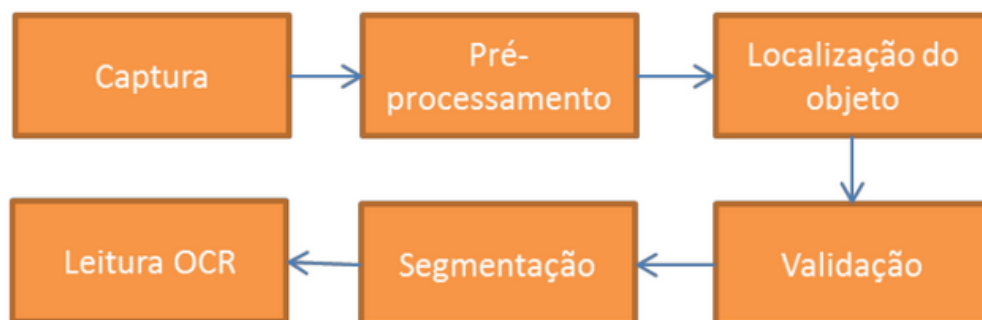 Captura
Pré-
processamento
Localização do
objeto
Validação
Segmentação
Leitura OCR